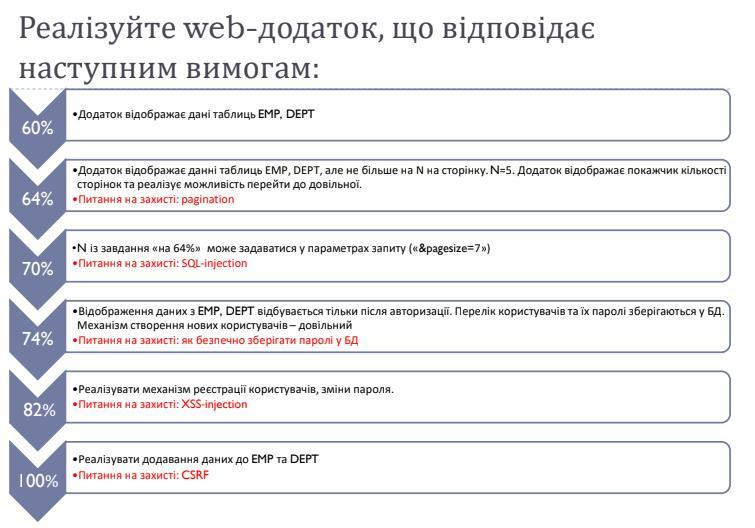 Реалізуйте web-додаток, що відповідає
наступним вимогам:
60%
•Додаток відображає дані таблиць EMP, DEPT
64%
•Додаток відображає данні таблиць EMP, DEPT, але не більше на N на сторінку. N=5. Додаток відображає покажчик кількості
сторінок та реалізує можливість перейти до довільної.
•Питання на захисті: pagination
70%
•N із завдання «на 64%» може задаватися у параметрах запиту («&pagesize=7»)
•Питання на захисті: SQL-injection
74%
•Відображення даних з EMP, DEPT відбувається тільки після авторизації. Перелік користувачів та їх паролі зберігаються у БД.
Механізм створення нових користувачів – довільний
•Питання на захисті: як безпечно зберігати паролі у БД
82%
•Реалізувати механізм реєстрації користувачів, зміни пароля.
•Питання на захисті: XSS-injection
100%
•Реалізувати додавання даних до EMP та DEPT
•Питання на захисті: CSRF